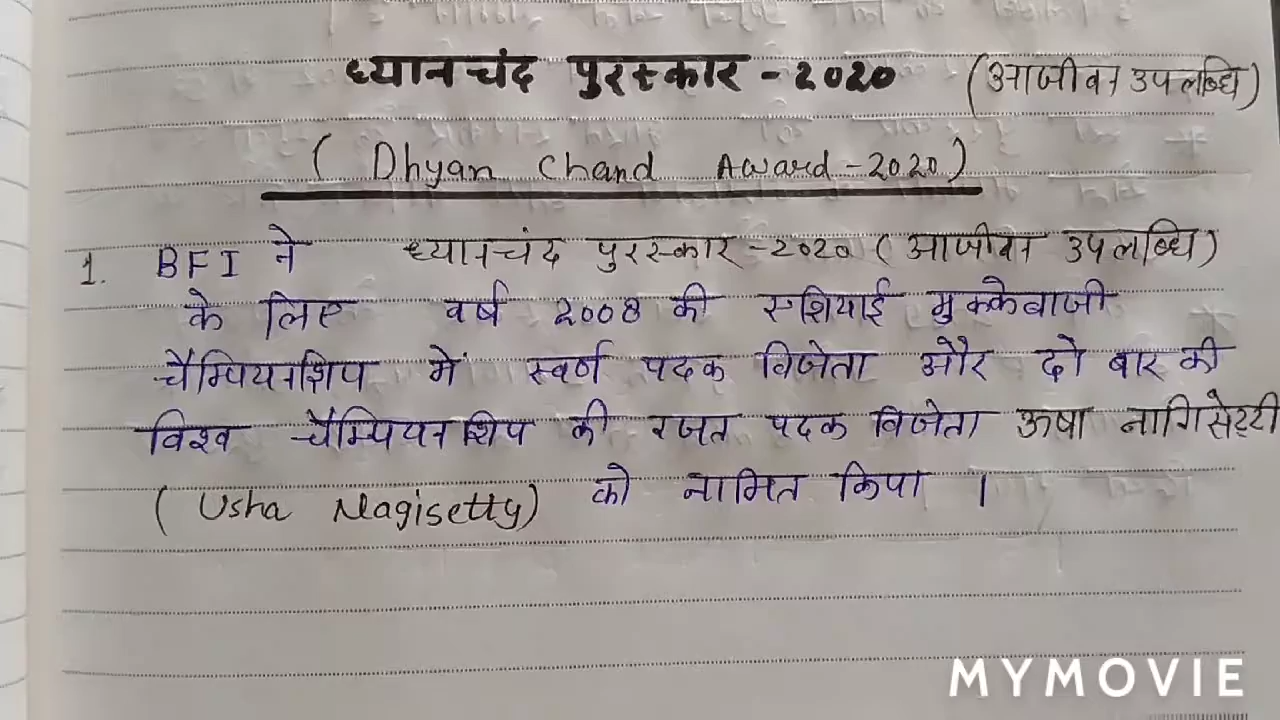 ध्यानचंद पुरस्कार - 2020 (आजीवन उपलब्धि)
( Dhyan Chand Award - 2020 )
1. BFI ने ध्यानचंद पुरस्कार - 2020 ( आजीवन उपलब्धि)
के लिए वर्ष 2008 की एशियाई मुक्केबाजी
चैम्पियनशिप में स्वर्ण पदक विजेता और दो बार की
विश्व चैम्पियनशिप की रजत पदक विजेता ऊषा नागिसेट्टी
( Usha Nagisetty) को नामित किया ।
MYMOVIE